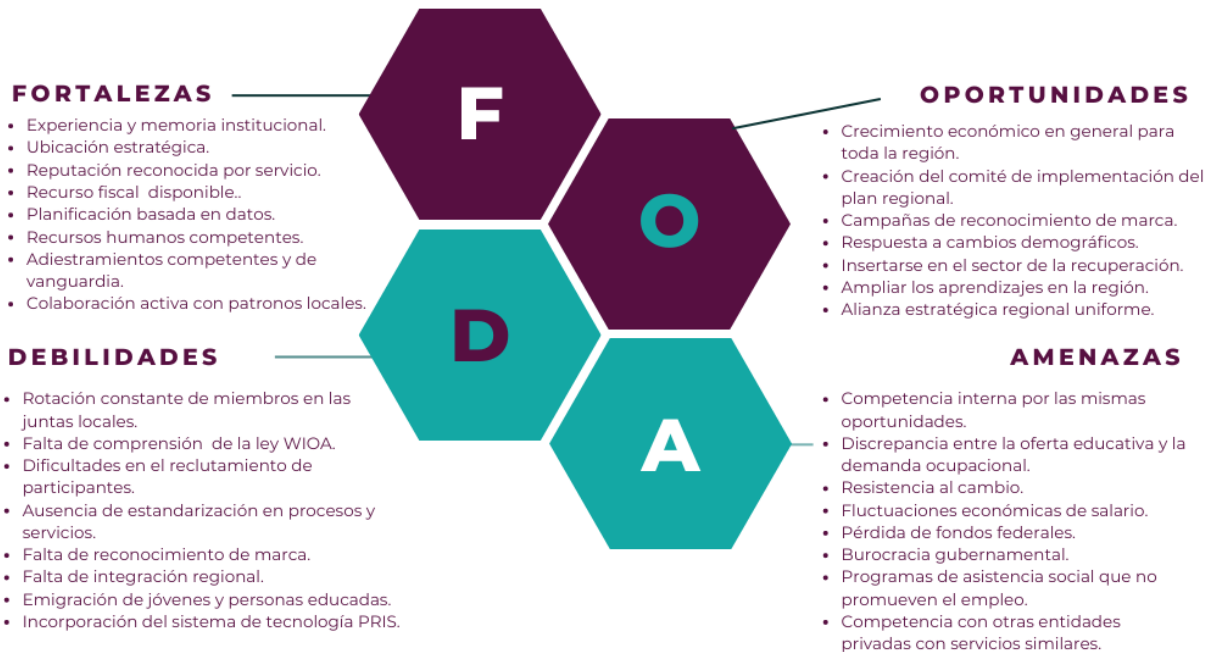 FORTALEZAS
• Experiencia y memoria institucional.
• Ubicación estratégica.
• Reputación reconocida por servicio.
• Recurso fiscal  disponible..
• Planificación basada en datos.
• Recursos humanos competentes.
• Adiestramientos competentes y de
vanguardia.
• Colaboración activa con patronos locales.
F
O
D
A
OPORTUNIDADES
• Crecimiento económico en general para
toda la región.
• Creación del comité de implementación del
plan regional.
• Campañas de reconocimiento de marca.
• Respuesta a cambios demográficos.
• Insertarse en el sector de la recuperación.
• Ampliar los aprendizajes en la región.
• Alianza estratégica regional uniforme.
DEBILIDADES
• Rotación constante de miembros en las
juntas locales.
• Falta de comprensión  de la ley WIOA.
• Dificultades en el reclutamiento de
participantes.
• Ausencia de estandarización en procesos y
servicios.
• Falta de reconocimiento de marca.
• Falta de integración regional.
• Emigración de jóvenes y personas educadas.
• Incorporación del sistema de tecnología PRIS.
AMENAZAS
• Competencia interna por las mismas
oportunidades.
• Discrepancia entre la oferta educativa y la
demanda ocupacional.
• Resistencia al cambio.
• Fluctuaciones económicas de salario.
• Pérdida de fondos federales.
• Burocracia gubernamental.
• Programas de asistencia social que no
promueven el empleo.
• Competencia con otras entidades
privadas con servicios similares.